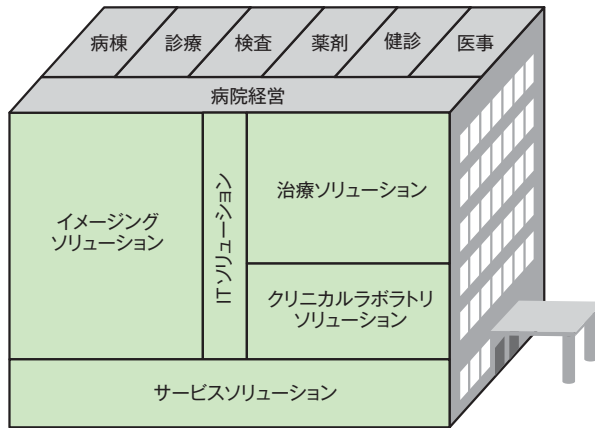 病棟
診療
検査
薬剤
健診
医事
病院経営
イメージング
ソリューション
ITソリューション
治療ソリューション
クリニカルラボラトリ
ソリューション
サービスソリューション